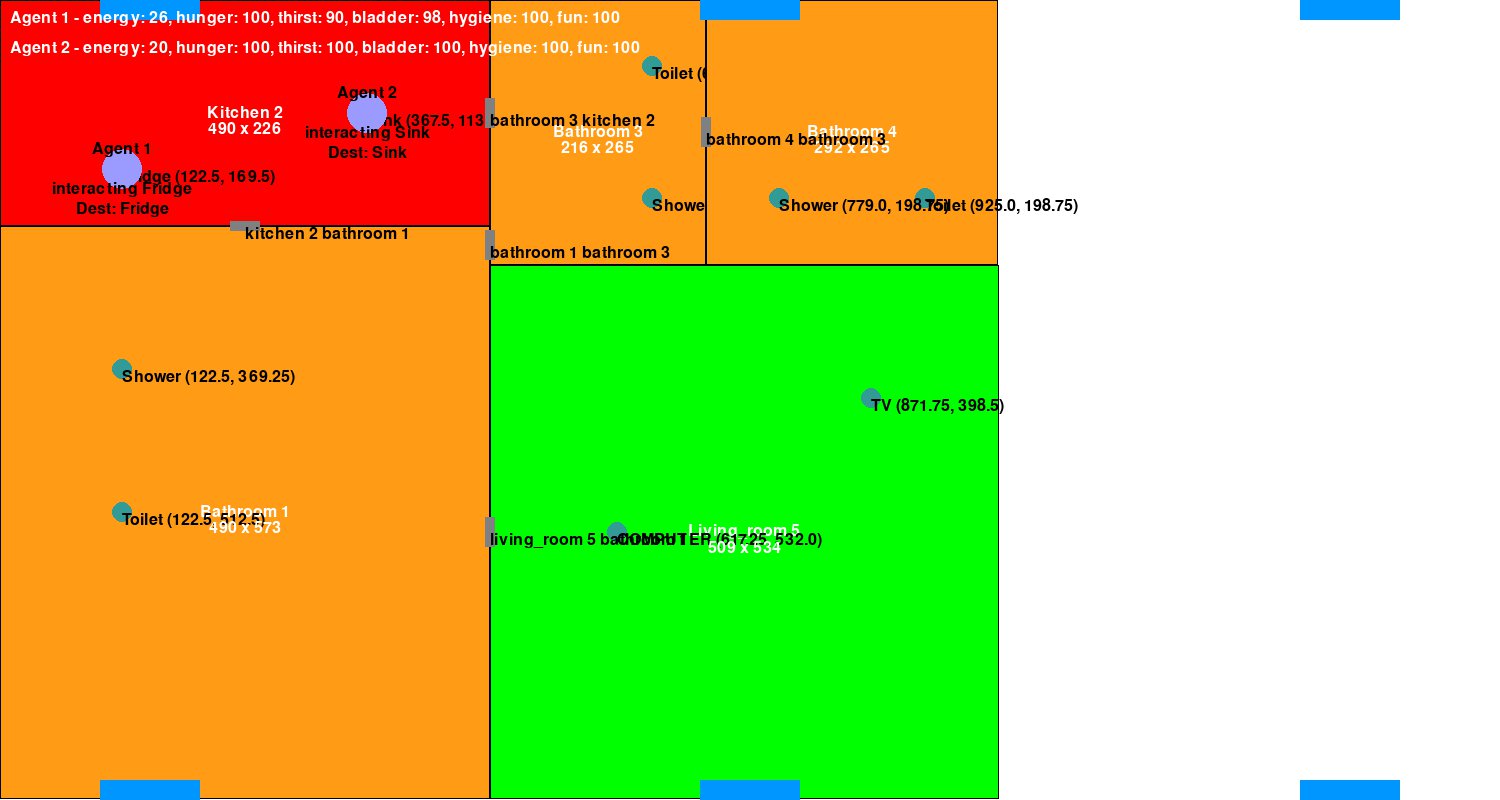 Agent 1 - energy: 26, hunger: 100, thirst: 90, bladder: 98, hygiene: 100, fun: 100
Agent 2 - energy: 20, hunger: 100, thirst: 100, bladder: 100, hygiene: 100, fun: 100
Toilet
Agent 2
Kitchen 2
490 x 226
(367.5, 113
bathroom 3 kitchen 2
interacting Sink
Dest: Sink
Bathroom 3
216 x 265
Bathroom 4
292 x 265
bathroom 4 bathroom 3
Agent 1
(122.5, 169.5)
interacting Fridge
Dest: Fridge
Shower (779.0, 198.75)
Toilet (925.0, 198.75)
kitchen 2 bathroom 1
bathroom 1 bathroom 3
Shower (122.5, 369.25)
TV (871.75, 398.5)
Toilet (122.5, 512.5)
Bathroom 1
490 x 573
living_room 5 bathroom 1
COMPUTER (617.25, 532.0)
Living_room 5
509 x 534